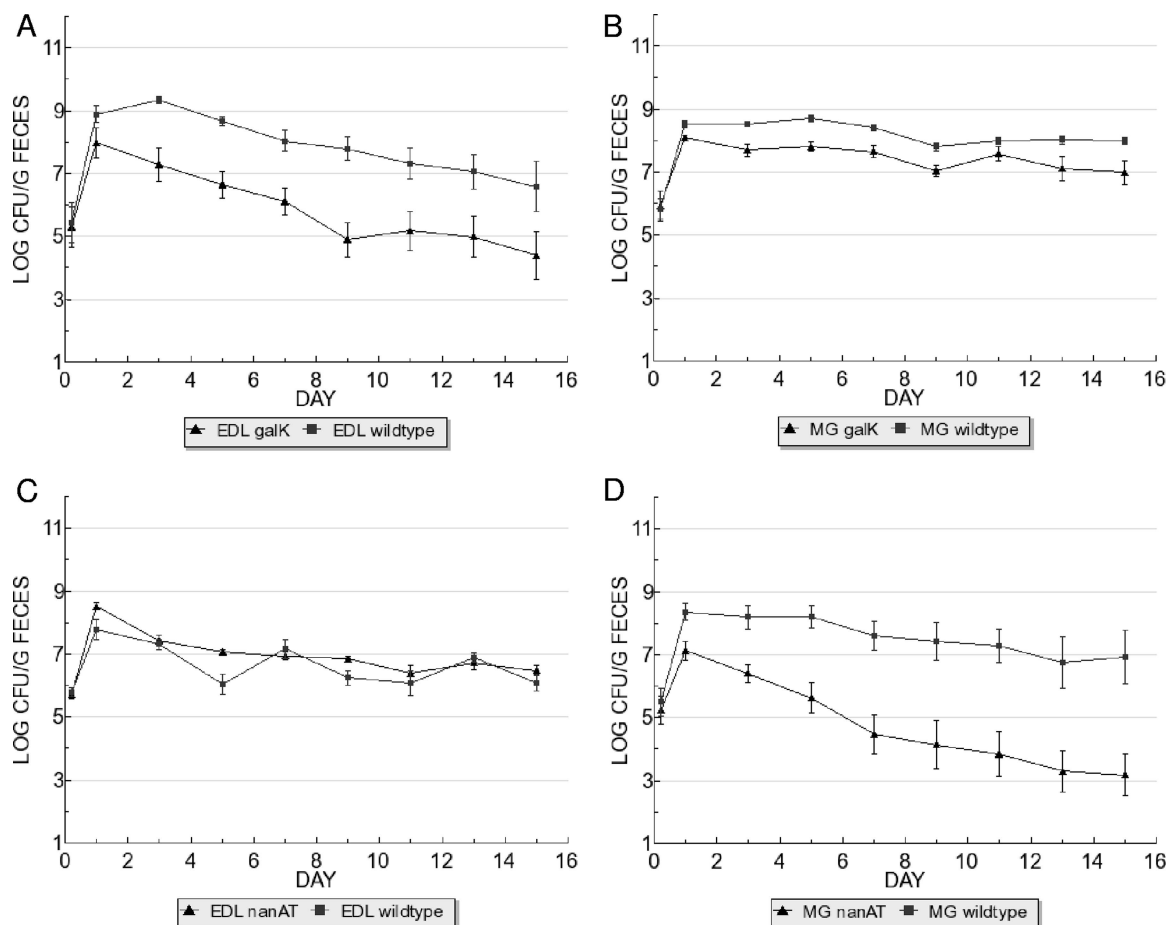 A
LOG CFU/G FECES
11
9
7
5
3
1
0 2 4 6 8 10 12 14 16
DAY
EDL galK EDL wildtype
B
LOG CFU/G FECES
11
9
7
5
3
1
0 2 4 6 8 10 12 14 16
DAY
MG galK MG wildtype
C
LOG CFU/G FECES
11
9
7
5
3
1
0 2 4 6 8 10 12 14 16
DAY
EDL nanAT EDL wildtype
D
LOG CFU/G FECES
11
9
7
5
3
1
0 2 4 6 8 10 12 14 16
DAY
MG nanAT MG wildtype